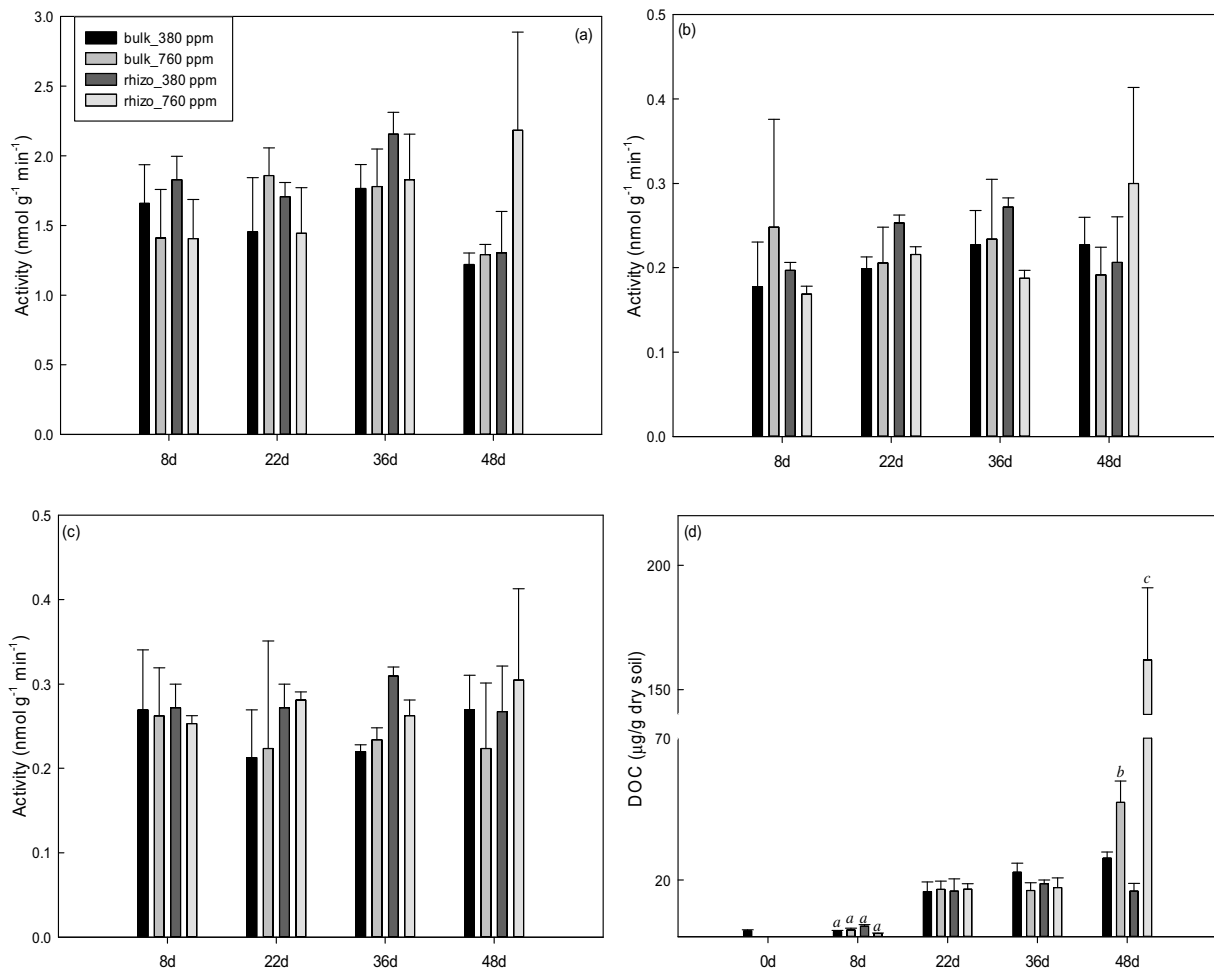 (a)
bulk_380 ppm
bulk_760 ppm
rhizo_380 ppm
rhizo_760 ppm
Activity (nmol g-1 min-1)
3.0
2.5
2.0
1.5
1.0
0.5
0.0
8d 22d 36d 48d
(b)
Activity (nmol g-1 min-1)
0.5
0.4
0.3
0.2
0.1
0.0
8d 22d 36d 48d
(c)
Activity (nmol g-1 min-1)
0.5
0.4
0.3
0.2
0.1
0.0
8d 22d 36d 48d
(d)
DOC (μg/g dry soil)
200
150
70
20
a a a a
b
c
0d 8d 22d 36d 48d